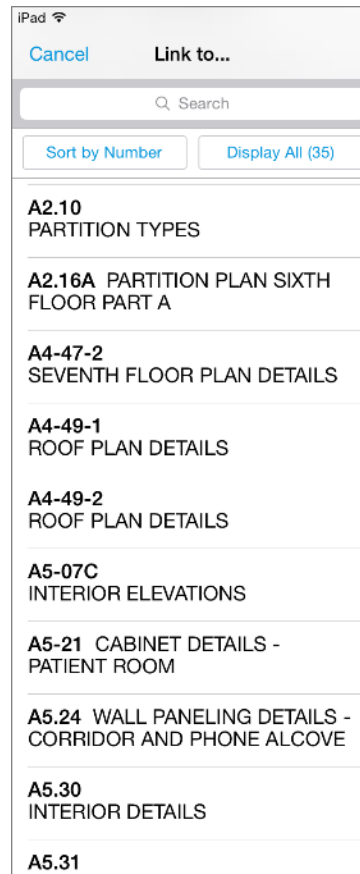 iPad
Cancel Link to...
Search
Sort by Number Display All (35)
A2.10
PARTITION TYPES
A2.16A PARTITION PLAN SIXTH
FLOOR PART A
A4-47-2
SEVENTH FLOOR PLAN DETAILS
A4-49-1
ROOF PLAN DETAILS
A4-49-2
ROOF PLAN DETAILS
A5-07C
INTERIOR ELEVATIONS
A5-21 CABINET DETAILS -
PATIENT ROOM
A5.24 WALL PANELING DETAILS -
CORRIDOR AND PHONE ALCOVE
A5.30
INTERIOR DETAILS
A5.31